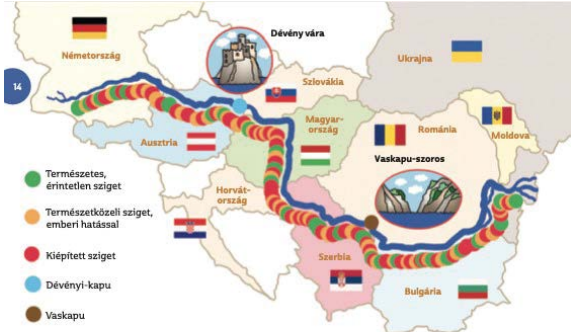 Németország
Dévény vára
Ukrajna
14
Szlovákia
Magyar-
ország
Románia
Moldova
Ausztria
Vaskapu-szoros
Természetes,
érintetlen sziget
Horvát-
ország
Természetközeli sziget,
emberi hatással
Kiépített sziget
Szerbia
Dévényi-kapu
Bulgária
Vaskapu